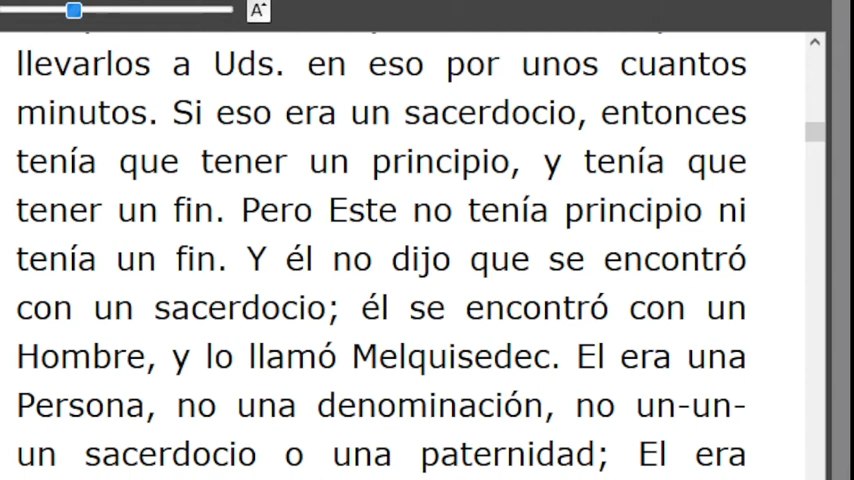 A
llevarlos a Uds. en eso por unos cuantos
minutos. Si eso era un sacerdocio, entonces
tenía que tener un principio, y tenía que
tener un fin. Pero Este no tenía principio ni
tenía un fin. Y él no dijo que se encontró
con un sacerdocio; él se encontró con un
Hombre, y lo llamó Melquisedec. El era una
Persona, no una denominación, no un-un-
un sacerdocio o una paternidad; El era